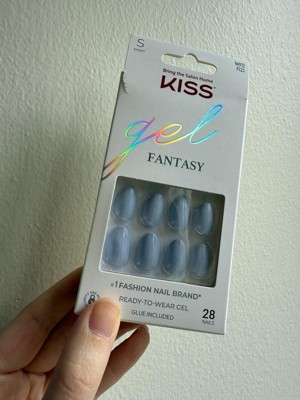 S
Bring the Salon Home
KISS
gel
FANTASY
#1 FASHION NAIL BRAND*
READY-TO-WEAR GEL
GLUE INCLUDED
28
NAILS